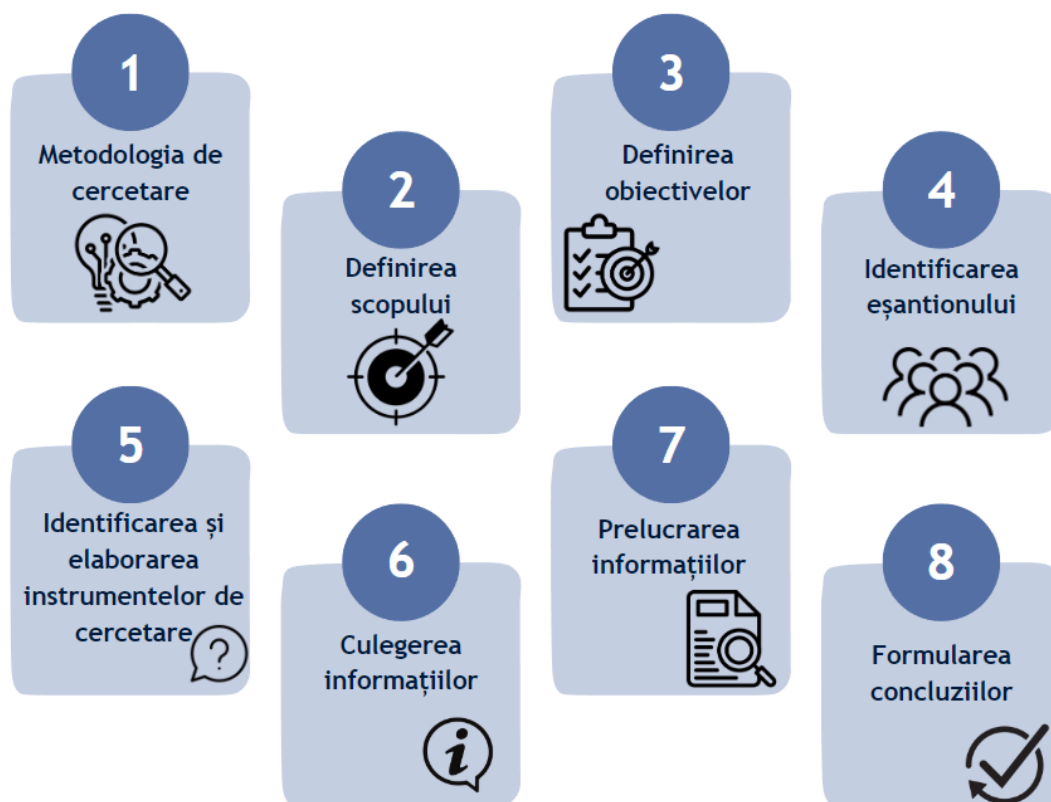 1
Metodologia de
cercetare
2
Definirea
scopului
3
Definirea
obiectivelor
4
Identificarea
eșantionului
5
Identificarea și
elaborarea
instrumentelor de
cercetare
?
6
Culegerea
informațiilor
i
7
Prelucrarea
informațiilor
8
Formularea
concluziilor